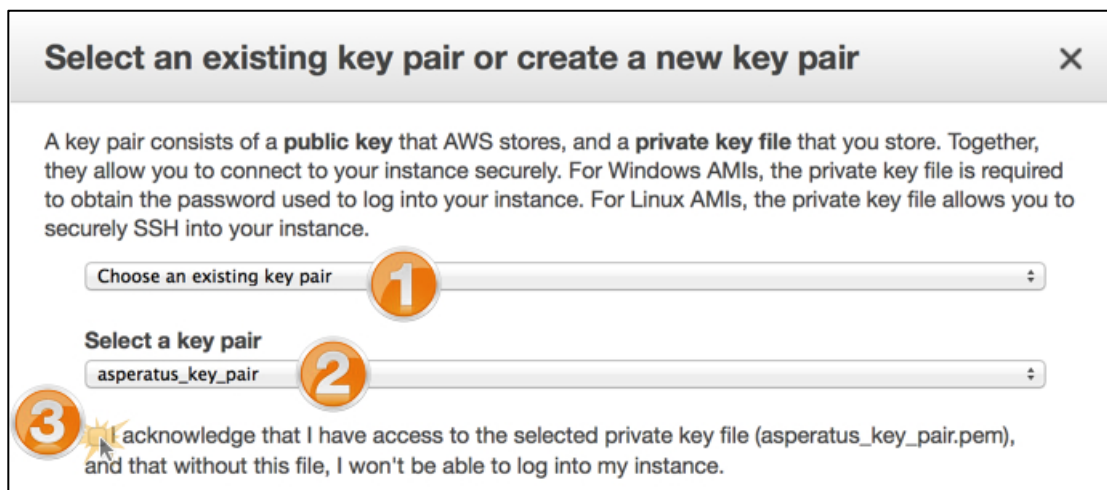 Select an existing key pair or create a new key pair
A key pair consists of a public key that AWS stores, and a private key file that you store. Together,
they allow you to connect to your instance securely. For Windows AMIs, the private key file is required
to obtain the password used to log into your instance. For Linux AMIs, the private key file allows you to
securely SSH into your instance.
Choose an existing key pair 1
Select a key pair
asperatus_key_pair 2
3 I acknowledge that I have access to the selected private key file (asperatus_key_pair.pem),
and that without this file, I won't be able to log into my instance.